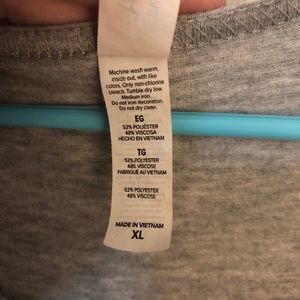 Machine wash warm,
inside out, with like
colors. Only non-chlorine
bleach. Tumble dry low.
Medium iron.
Do not iron decoration.
Do not dry clean.
EG
52% POLIÉSTER
48% VISCOSA
HECHO EN VIETNAM
TG
52% POLYESTER
48% VISCOSE
FABRIQUÉ AU VIETNAM
52% POLYESTER
48% VISCOSE
MADE IN VIETNAM
XL